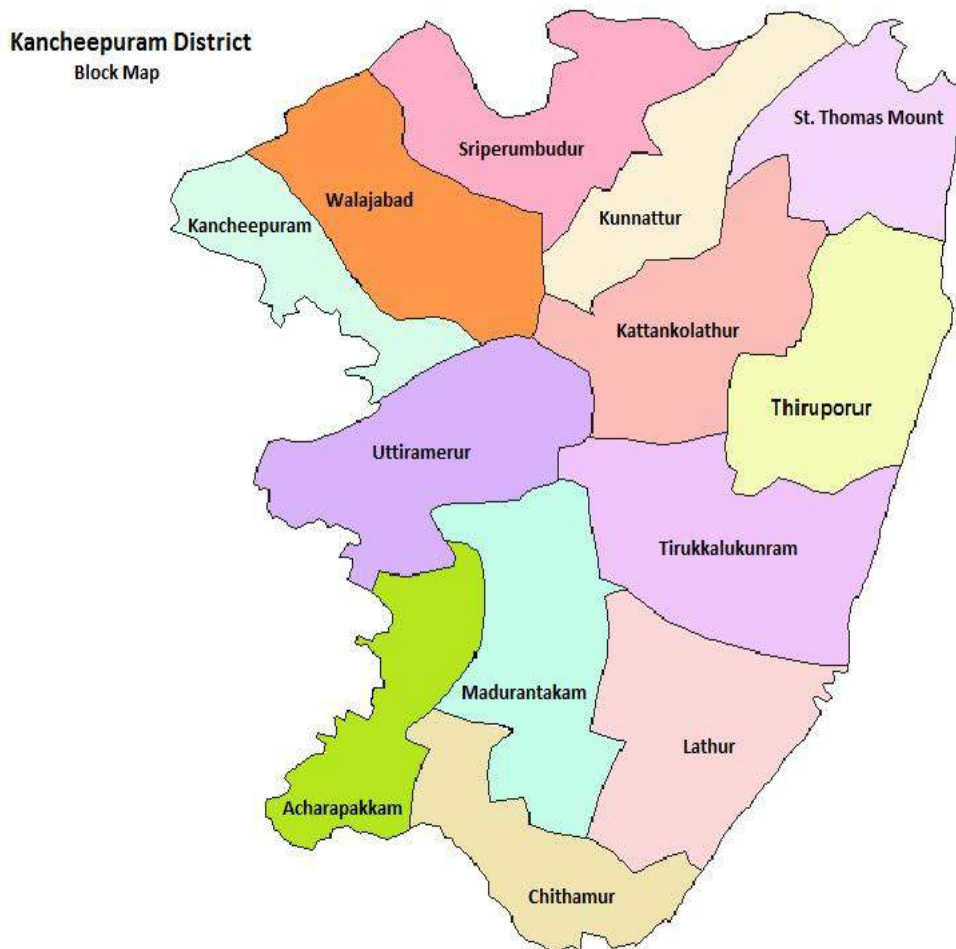 Kancheepuram District
Block Map
St. Thomas Mount
Sriperumbudur
Walajabad
Kunnattur
Kancheepuram
Kattankolathur
Thiruporur
Uttiramerur
Tirukkalukunram
Madurantakam
Lathur
Acharapakkam
Chithamur